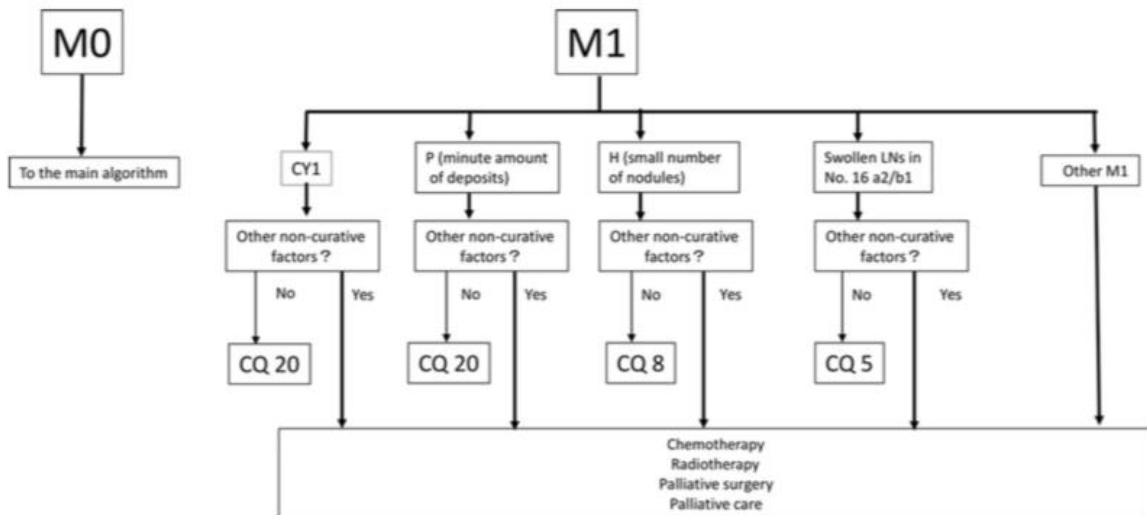 M0
M1
To the main algorithm
CY1
P (minute amount
of deposits)
H (small number
of nodules)
Swollen LNs in
No. 16 a2/b1
Other M1
Other non-curative
factors?
Other non-curative
factors?
Other non-curative
factors?
Other non-curative
factors?
No
Yes
No
Yes
No
Yes
No
Yes
CQ 20
CQ 20
CQ 8
CQ 5
Chemotherapy
Radiotherapy
Palliative surgery
Palliative care